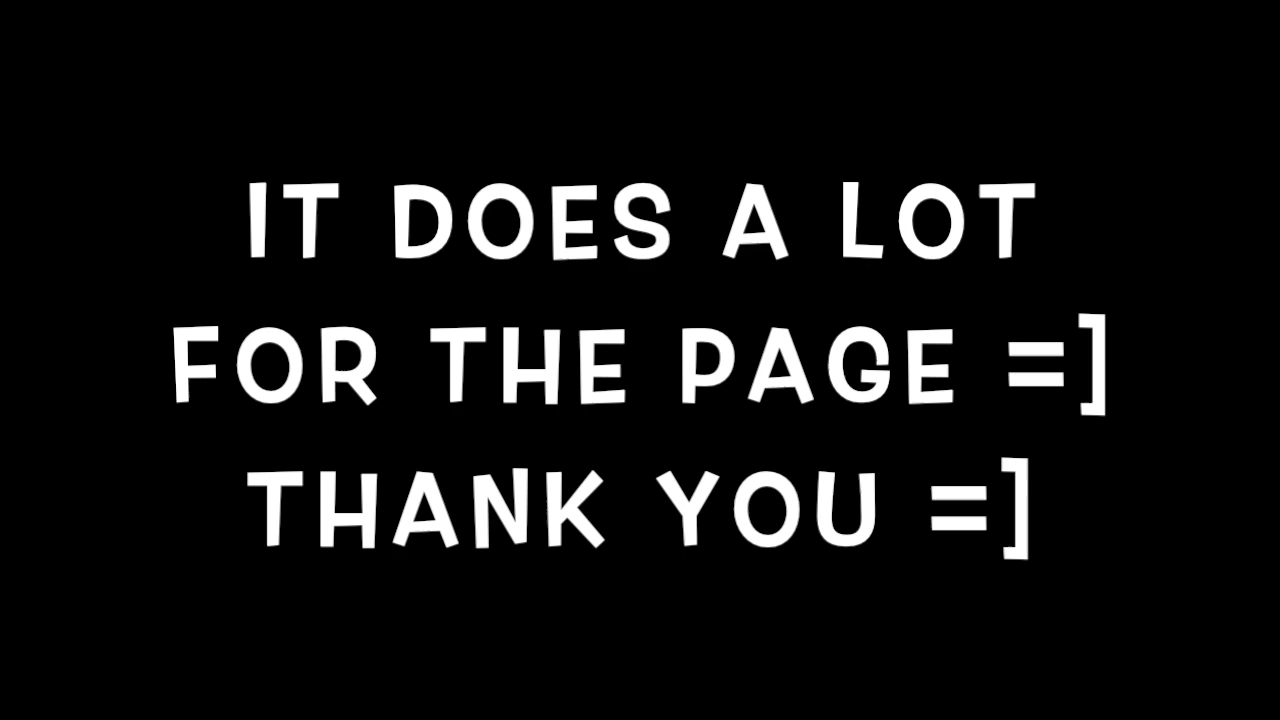 IT DOES A LOT
FOR THE PAGE =]
THANK YOU =]